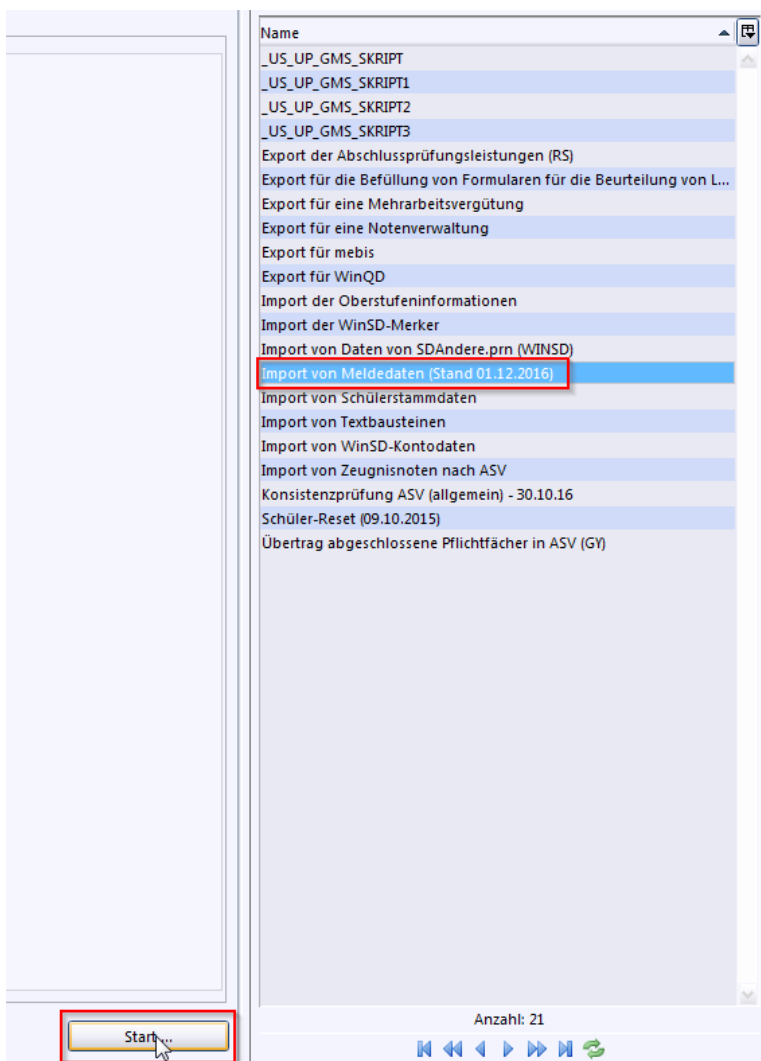 Name
_US_UP_GMS_SKRIPT
_US_UP_GMS_SKRIPT1
_US_UP_GMS_SKRIPT2
_US_UP_GMS_SKRIPT3
Export der Abschlussprüfungsleistungen (RS)
Export für die Befüllung von Formularen für die Beurteilung von L...
Export für eine Mehrarbeitsvergütung
Export für eine Notenverwaltung
Export für mebis
Export für WinQD
Import der Oberstufeninformationen
Import der WinSD-Merker
Import von Daten von SDAndere.prn (WINSD)
Import von Meldedaten (Stand 01.12.2016)
Import von Schülerstammdaten
Import von Textbausteinen
Import von WinSD-Kontodaten
Import von Zeugnisnoten nach ASV
Konsistenzprüfung ASV (allgemein) - 30.10.16
Schüler-Reset (09.10.2015)
Übertrag abgeschlossene Pflichtfächer in ASV (GY)
Anzahl: 21
Start ...